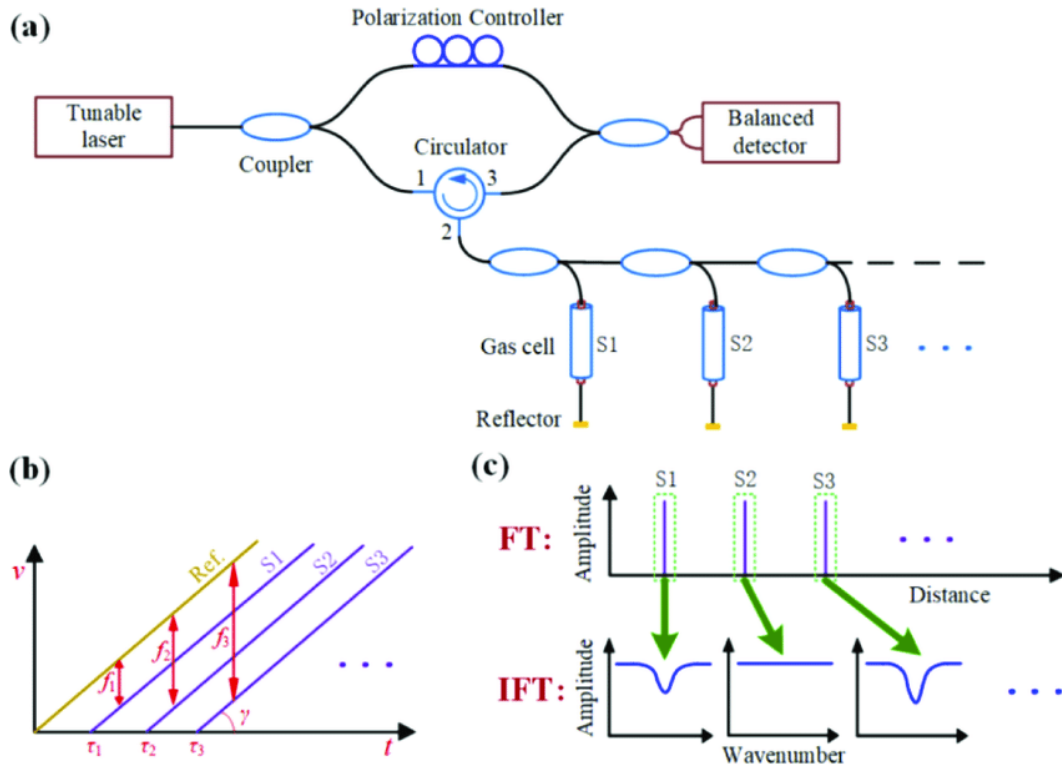 (a)
Polarization Controller
Tunable
laser
Coupler
Circulator
1
3
2
Balanced
detector
Gas cell
S1
S2
S3
. . .
Reflector
(b)
v
Ref.
S1
S2
S3
f1
f2
f3
. . .
γ
τ1
τ2
τ3
t
(c)
FT:
Amplitude
S1
S2
S3
. . .
Distance
IFT:
Amplitude
. . .
Wavenumber